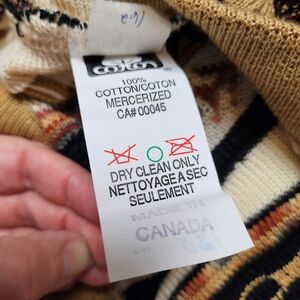 cotton
100%
COTTON/COTON
MERCERIZED
CA# 00045
DRY CLEAN ONLY
NETTOYAGE A SEC
SEULEMENT
MADE IN
CANADA